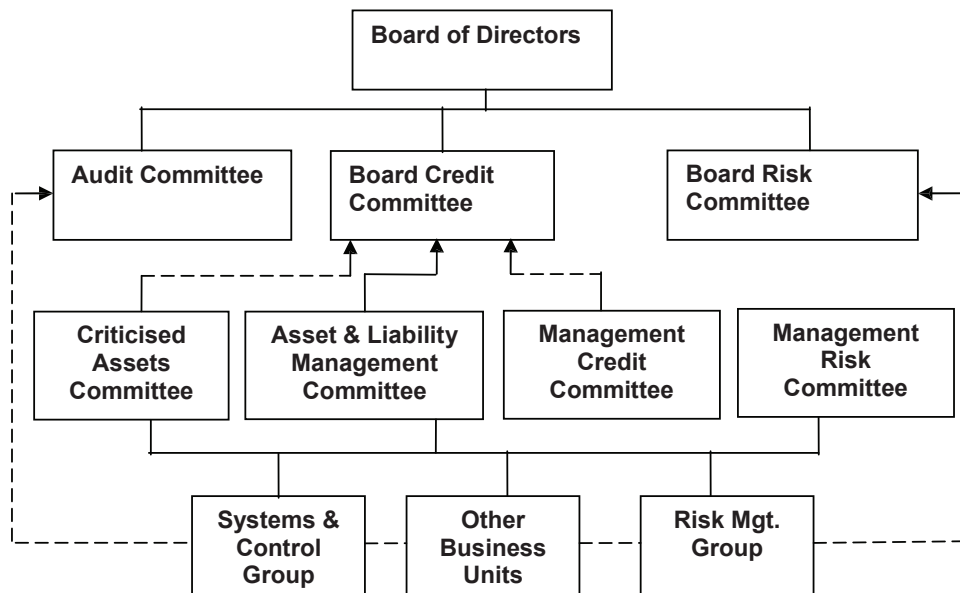 Board of Directors
Audit Committee
Board Credit
Committee
Board Risk
Committee
Criticised
Assets
Committee
Asset & Liability
Management
Committee
Management
Credit
Committee
Management
Risk
Committee
Systems &
Control
Group
Other
Business
Units
Risk Mgt.
Group